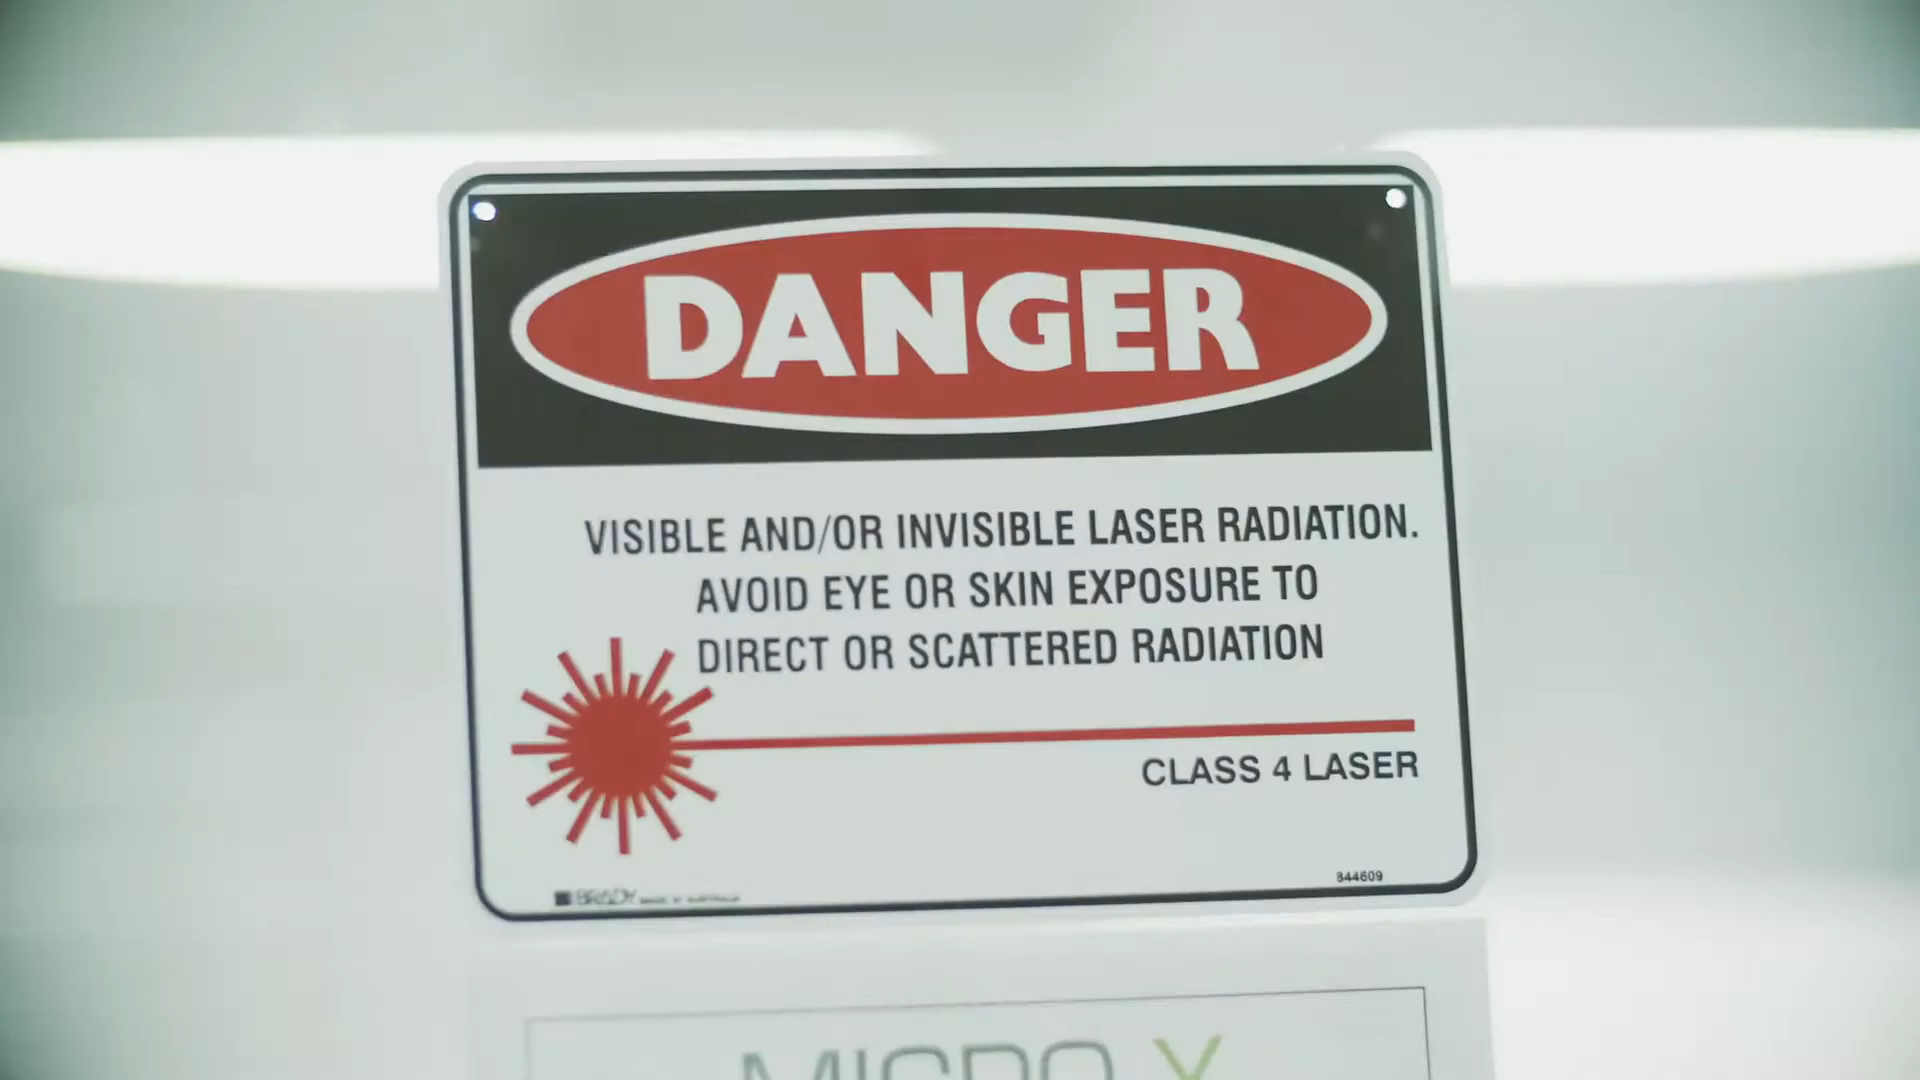 DANGER
VISIBLE AND/OR INVISIBLE LASER RADIATION.
AVOID EYE OR SKIN EXPOSURE TO
DIRECT OR SCATTERED RADIATION
CLASS 4 LASER
844609
BRADY
MICRO X